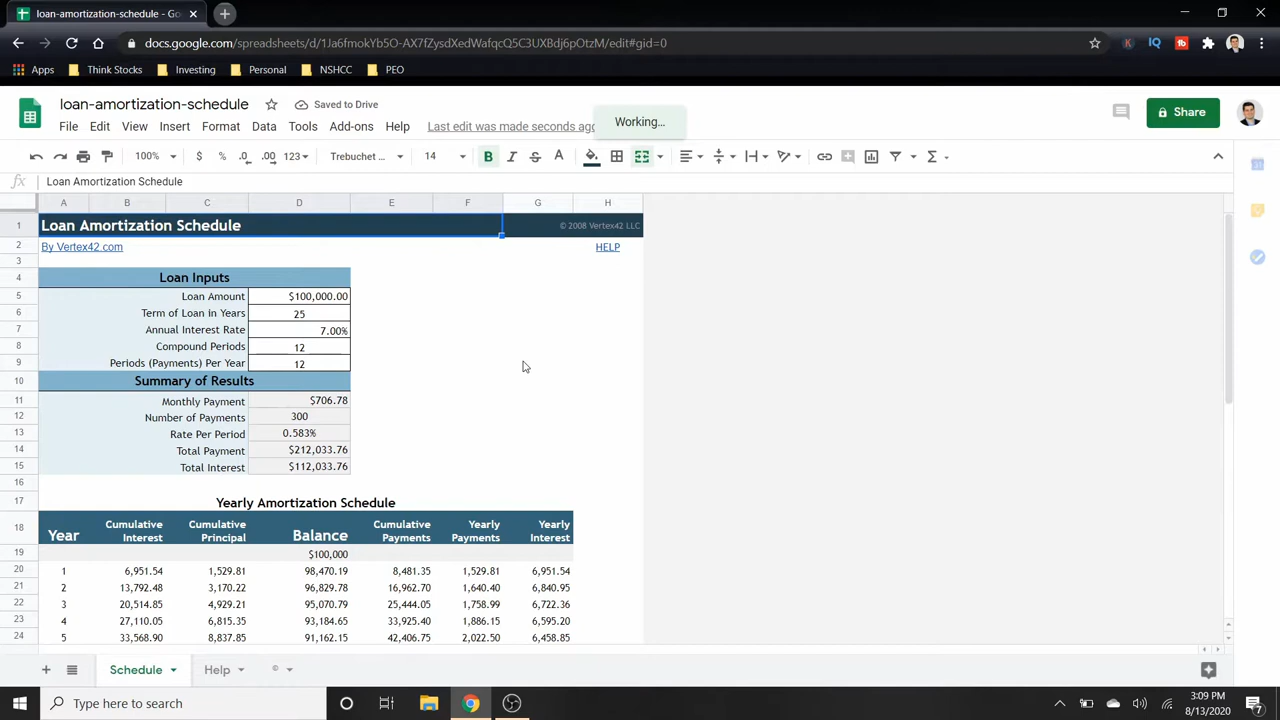 loan-amortization-schedule - Go
docs.google.com/spreadsheets/d/1Ja6fmokYb5O-AX7fZysdXedWafqcQ5C3UXBdj6pOtzM/edit#gid=0
Apps Think Stocks Investing Personal NSHCC PEO
loan-amortization-schedule Saved to Drive
File Edit View Insert Format Data Tools Add-ons Help Last edit was made seconds ago Working... Share
100% $ % .0 .00 123 Trebuchet ... 14 B I S A
fx Loan Amortization Schedule
A B C D E F G H
1 Loan Amortization Schedule © 2008 Vertex42 LLC
2 By Vertex42.com HELP
3
4 Loan Inputs
5 Loan Amount $100,000.00
6 Term of Loan in Years 25
7 Annual Interest Rate 7.00%
8 Compound Periods 12
9 Periods (Payments) Per Year 12
10 Summary of Results
11 Monthly Payment $706.78
12 Number of Payments 300
13 Rate Per Period 0.583%
14 Total Payment $212,033.76
15 Total Interest $112,033.76
16
17 Yearly Amortization Schedule
18 Year Cumulative Interest Cumulative Principal Balance Cumulative Payments Yearly Payments Yearly Interest
19 $100,000
20 1 6,951.54 1,529.81 98,470.19 8,481.35 1,529.81 6,951.54
21 2 13,792.48 3,170.22 96,829.78 16,962.70 1,640.40 6,840.95
22 3 20,514.85 4,929.21 95,070.79 25,444.05 1,758.99 6,722.36
23 4 27,110.05 6,815.35 93,184.65 33,925.40 1,886.15 6,595.20
24 5 33,568.90 8,837.85 91,162.15 42,406.75 2,022.50 6,458.85
Schedule Help ©
Type here to search
3:09 PM
8/13/2020
7